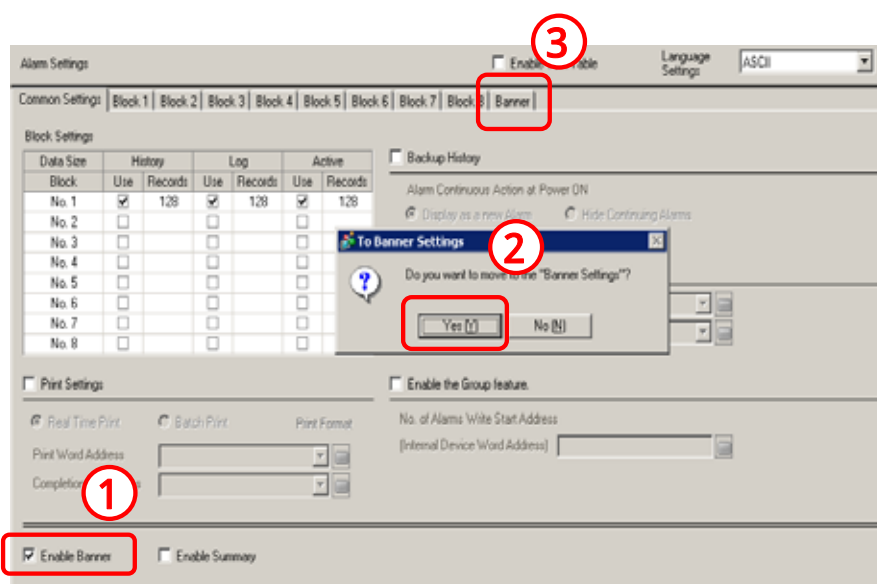 3
Alarm Settings
Enable
ble
Language
Settings
ASCII
Common Settings Block 1 Block 2 Block 3 Block 4 Block 5 Block 6 Block 7 Block 8 Banner
Block Settings
Data Size History Log Active
Block Use Records Use Records Use Records
No. 1 128 128 128
No. 2
No. 3
No. 4
No. 5
No. 6
No. 7
No. 8
Backup History
Alarm Continuous Action at Power ON
Display as a new Alarm Hide Continuing Alarms
To Banner Settings
2
Do you want to move to the "Banner Settings"?
Yes (Y) No (N)
Print Settings
Real Time Print Batch Print Print Format
Print Word Address
Completion
1
Enable the Group feature.
No. of Alarms Write Start Address
(Internal Device Word Address)
Enable Banner Enable Summary